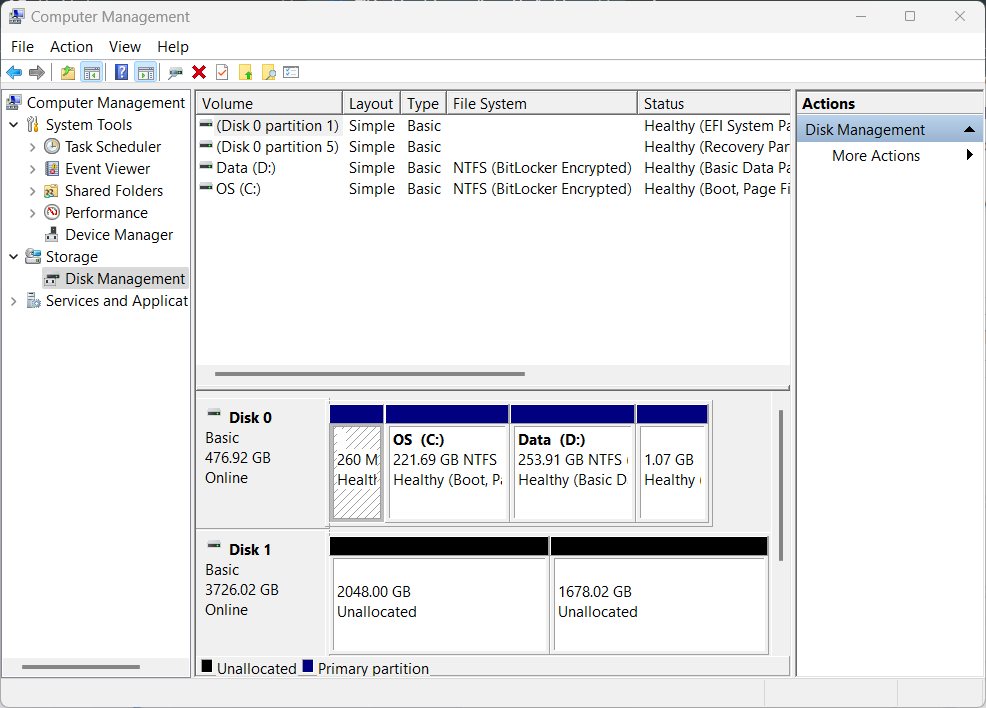 Computer Management
File Action View Help
Computer Management
System Tools
Task Scheduler
Event Viewer
Shared Folders
Performance
Device Manager
Storage
Disk Management
Services and Applicat
Volume Layout Type File System Status
(Disk 0 partition 1) Simple Basic Healthy (EFI System Pa
(Disk 0 partition 5) Simple Basic Healthy (Recovery Par
Data (D:) Simple Basic NTFS (BitLocker Encrypted) Healthy (Basic Data Pa
OS (C:) Simple Basic NTFS (BitLocker Encrypted) Healthy (Boot, Page Fi
Disk 0
Basic
476.92 GB
Online
260 M
Health
OS (C:)
221.69 GB NTFS
Healthy (Boot, Pa
Data (D:)
253.91 GB NTFS (
Healthy (Basic D
1.07 GB
Healthy (
Disk 1
Basic
3726.02 GB
Online
2048.00 GB
Unallocated
1678.02 GB
Unallocated
Unallocated Primary partition
Actions
Disk Management
More Actions